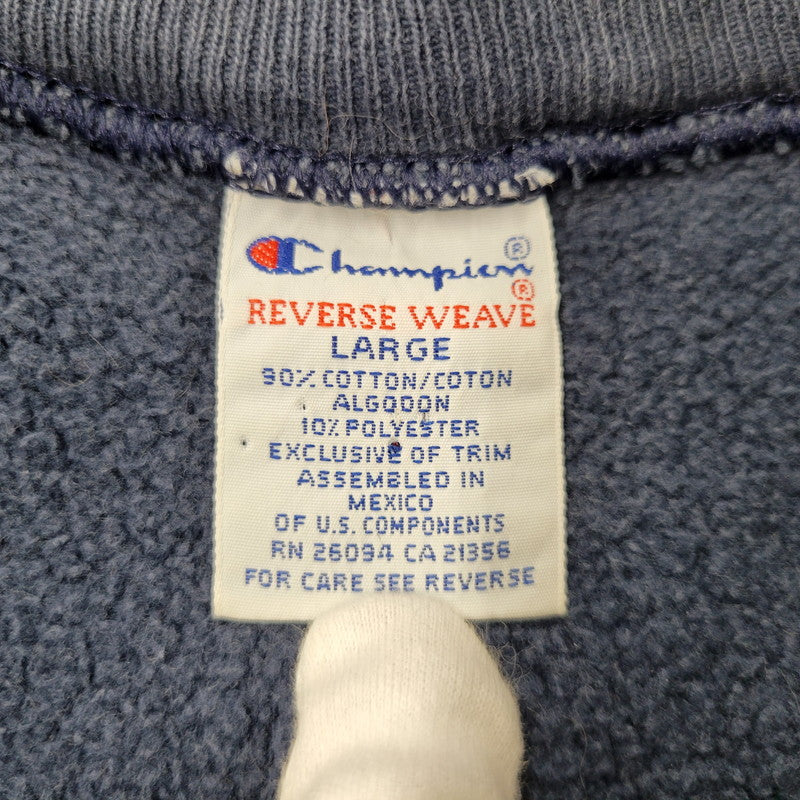 Champion®
REVERSE WEAVE®
LARGE
90% COTTON/COTON
ALGODON
10% POLYESTER
EXCLUSIVE OF TRIM
ASSEMBLED IN
MEXICO
OF U.S. COMPONENTS
RN 26094 CA 21356
FOR CARE SEE REVERSE